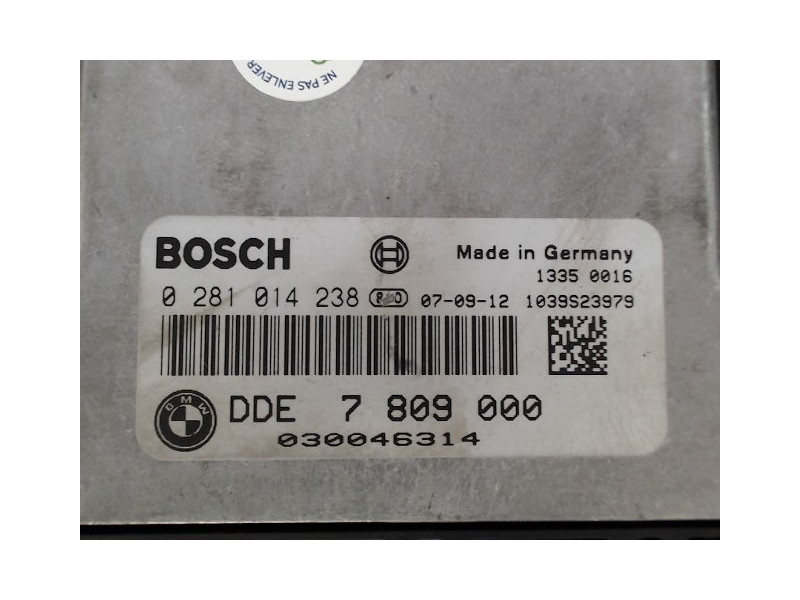 NE PAS ENLEVER
BOSCH
Made in Germany
1335 0016
0 281 014 238 07-09-12 1039S23979
BMW
DDE 7 809 000
030046314